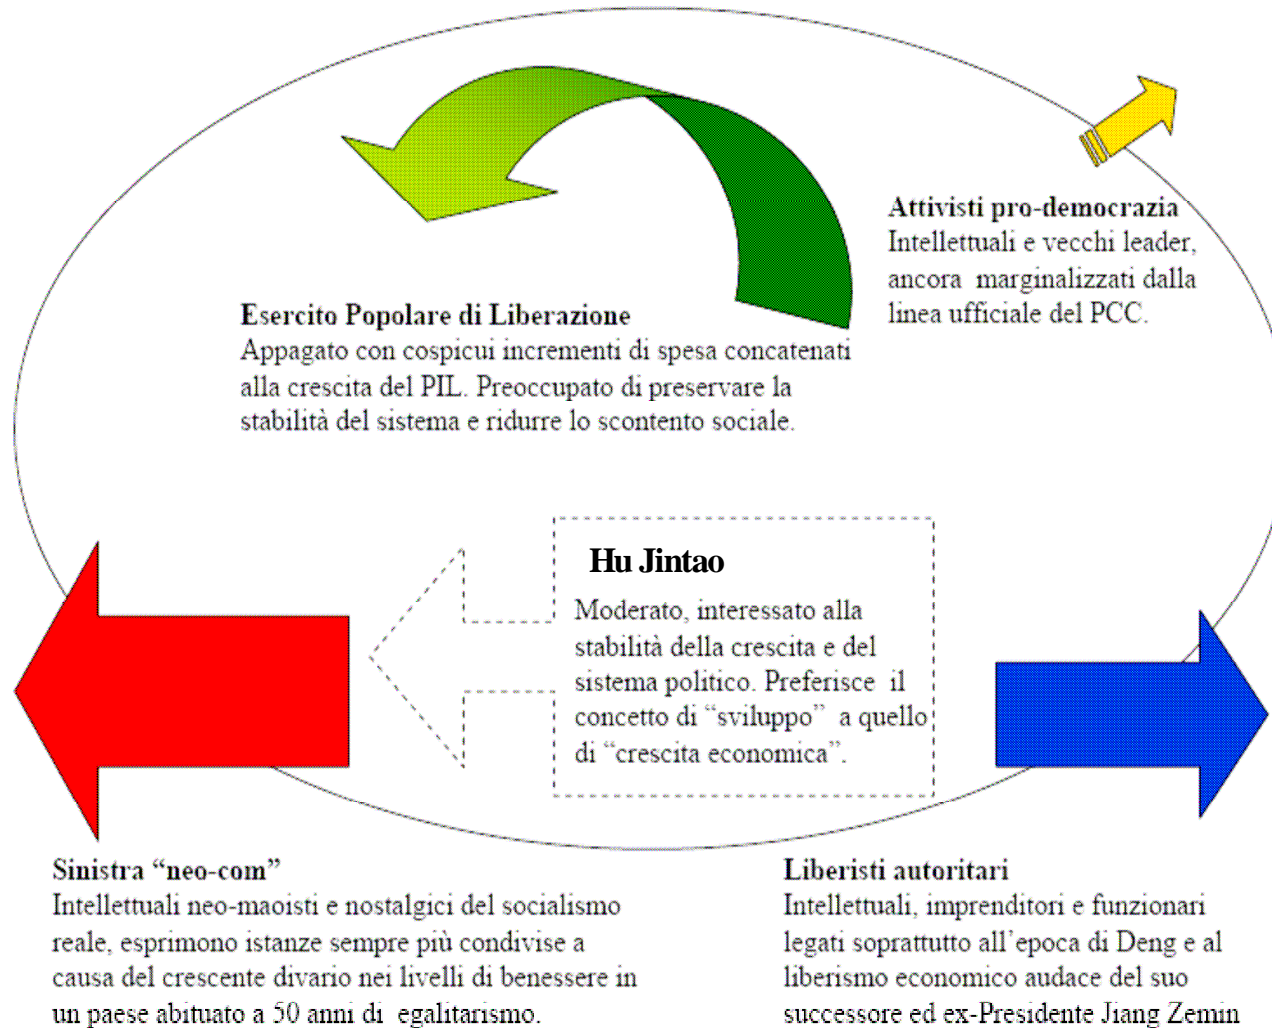 Attivisti pro-democrazia
Intellettuali e vecchi leader,
ancora marginalizzati dalla
linea ufficiale del PCC.
Esercito Popolare di Liberazione
Appagato con cospicui incrementi di spesa concatenati
alla crescita del PIL. Preoccupato di preservare la
stabilità del sistema e ridurre lo scontento sociale.
Hu Jintao
Moderato, interessato alla
stabilità della crescita e del
sistema politico. Preferisce il
concetto di “sviluppo” a quello
di “crescita economica”.
Sinistra “neo-com”
Intellettuali neo-maoisti e nostalgici del socialismo
reale, esprimono istanze sempre più condivise a
causa del crescente divario nei livelli di benessere in
un paese abituato a 50 anni di egalitarismo.
Liberisti autoritari
Intellettuali, imprenditori e funzionari
legati soprattutto all’epoca di Deng e al
liberismo economico audace del suo
successore ed ex-Presidente Jiang Zemin